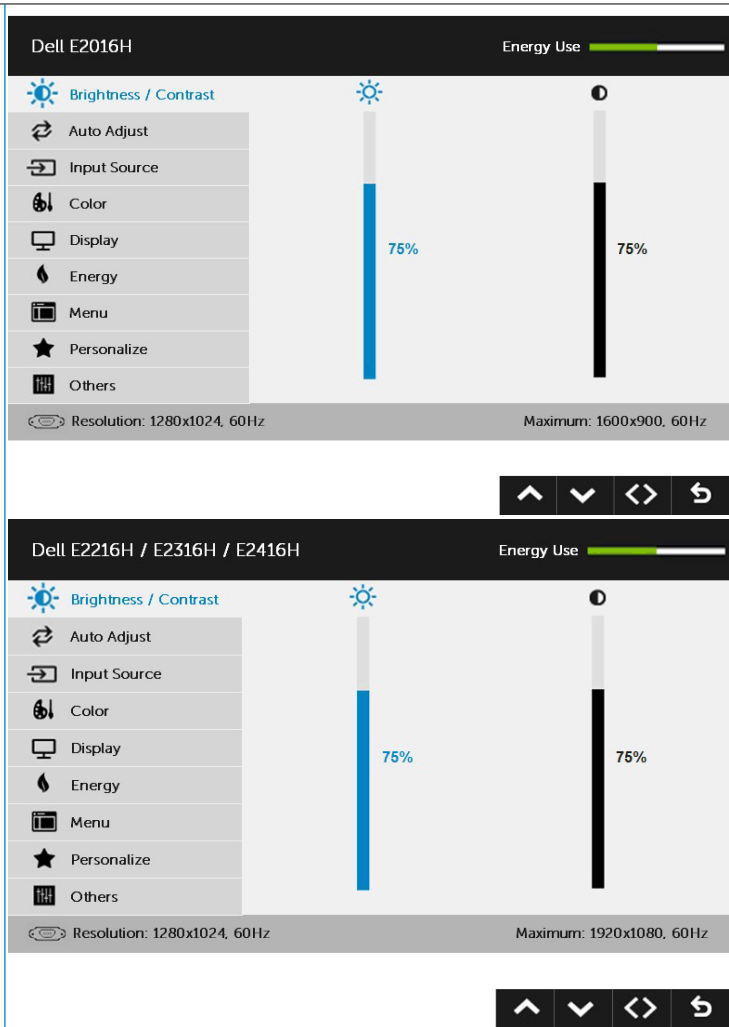 Dell E2016H Energy Use
Brightness / Contrast
Auto Adjust
Input Source
Color
Display
75% 75%
Energy
Menu
Personalize
Others
Resolution: 1280x1024, 60Hz Maximum: 1600x900, 60Hz
Dell E2216H / E2316H / E2416H Energy Use
Brightness / Contrast
Auto Adjust
Input Source
Color
Display
75% 75%
Energy
Menu
Personalize
Others
Resolution: 1280x1024, 60Hz Maximum: 1920x1080, 60Hz